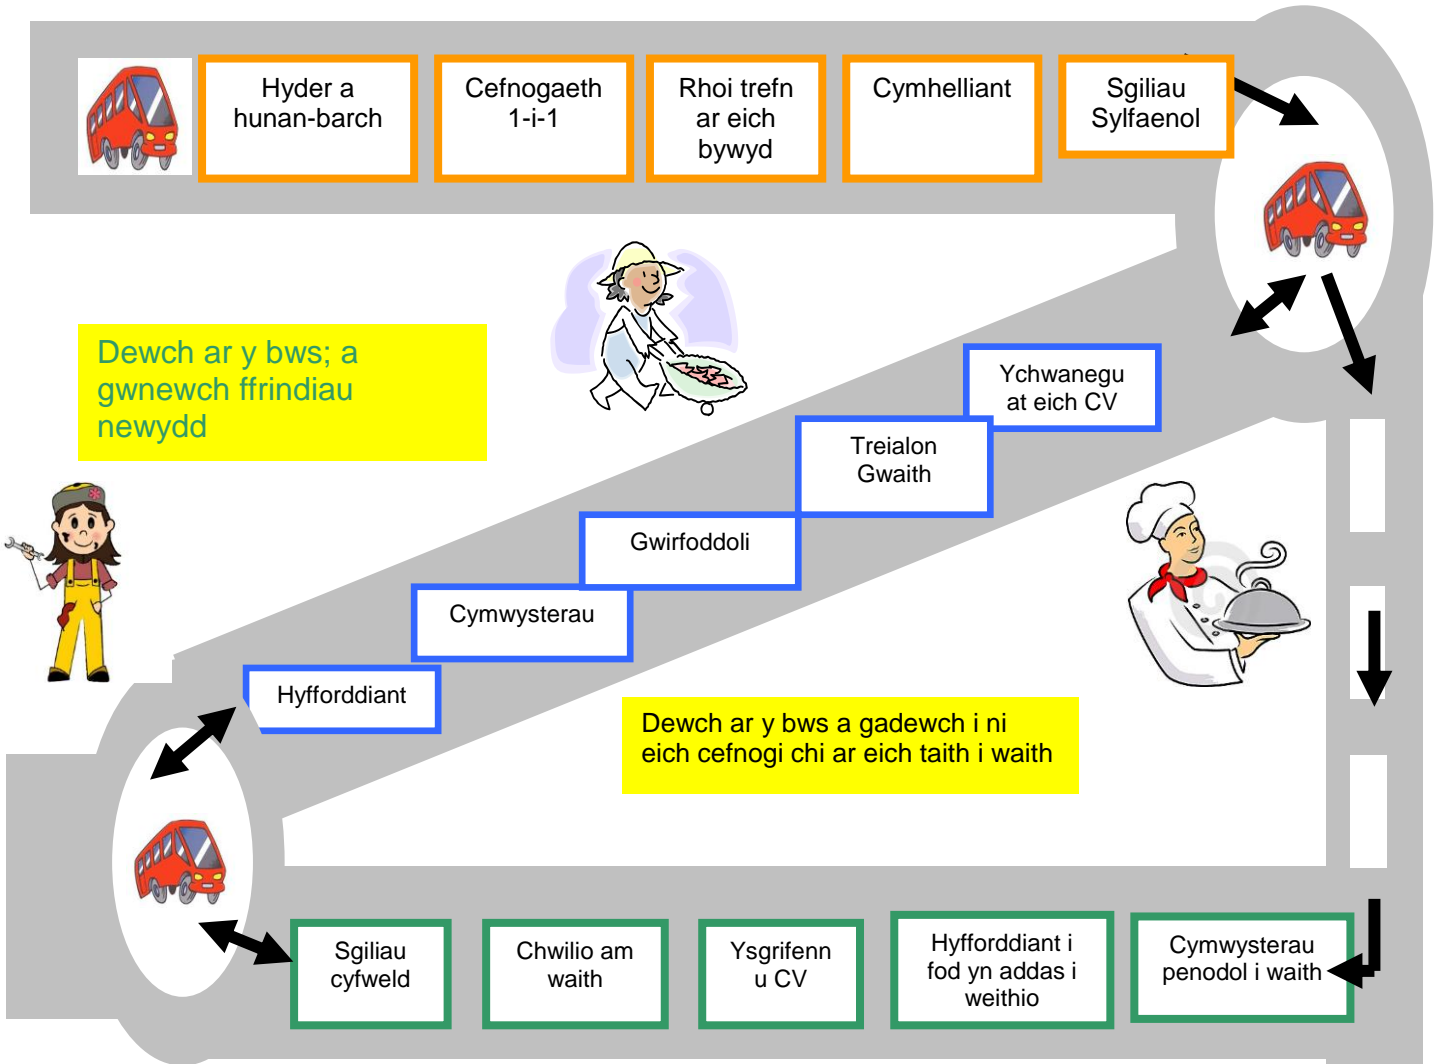 Hyder a
hunan-barch
Cefnogaeth
1-i-1
Rhoi trefn
ar eich
bywyd
Cymhelliant
Sgiliau
Sylfaenol
Dewch ar y bws; a
gwnewch ffrindiau
newydd
Ychwanegu
at eich CV
Treialon
Gwaith
Gwirfoddoli
Cymwysterau
Hyfforddiant
Dewch ar y bws a gadewch i ni
eich cefnogi chi ar eich taith i waith
Sgiliau
cyfweld
Chwilio am
waith
Ysgrifenn
u CV
Hyfforddiant i
fod yn addas i
weithio
Cymwysterau
penodol i waith